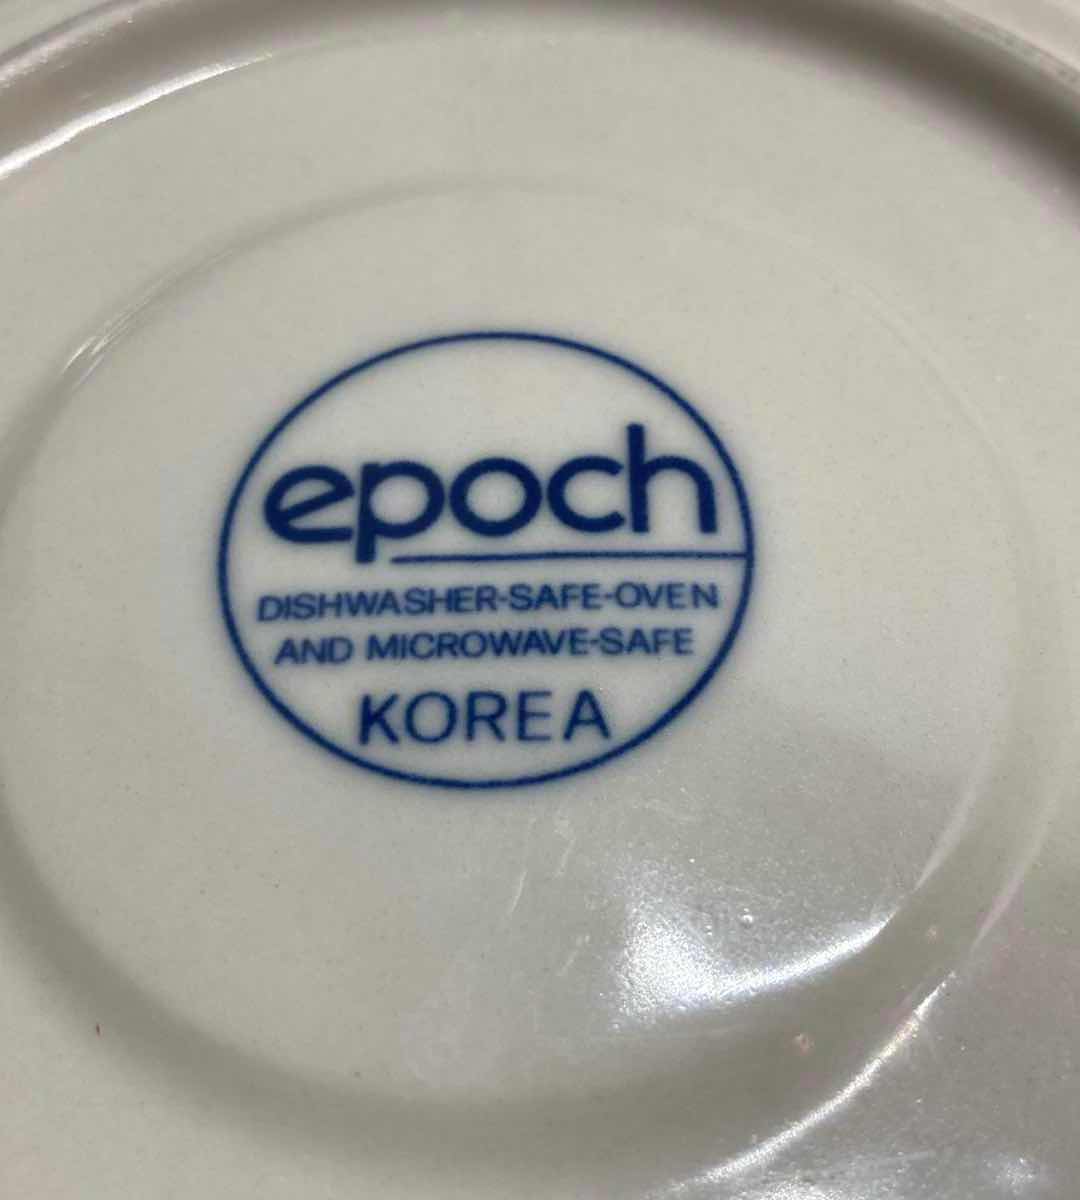 epoch
DISHWASHER-SAFE-OVEN
AND MICROWAVE-SAFE
KOREA